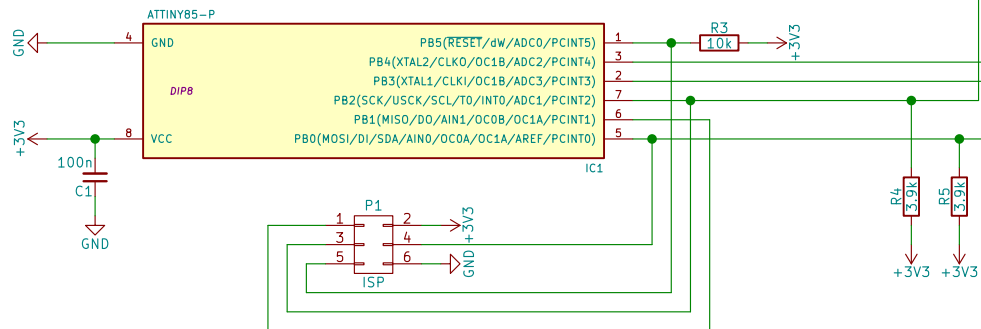 ATTINY85-P
GND
4
GND
PB5(RESET/dW/ADC0/PCINT5)
1
R3
10k
+3V3
PB4(XTAL2/CLKO/OC1B/ADC2/PCINT4)
3
PB3(XTAL1/CLKI/OC1B/ADC3/PCINT3)
2
DIP8
PB2(SCK/USCK/SCL/T0/INT0/ADC1/PCINT2)
7
PB1(MISO/DO/AIN1/OC0B/OC1A/PCINT1)
6
+3V3
8
VCC
PB0(MOSI/DI/SDA/AIN0/OC0A/OC1A/AREF/PCINT0)
5
IC1
100n
C1
GND
P1
1
2
+3V3
3
4
5
6
GND
ISP
R4
3.9k
+3V3
R5
3.9k
+3V3